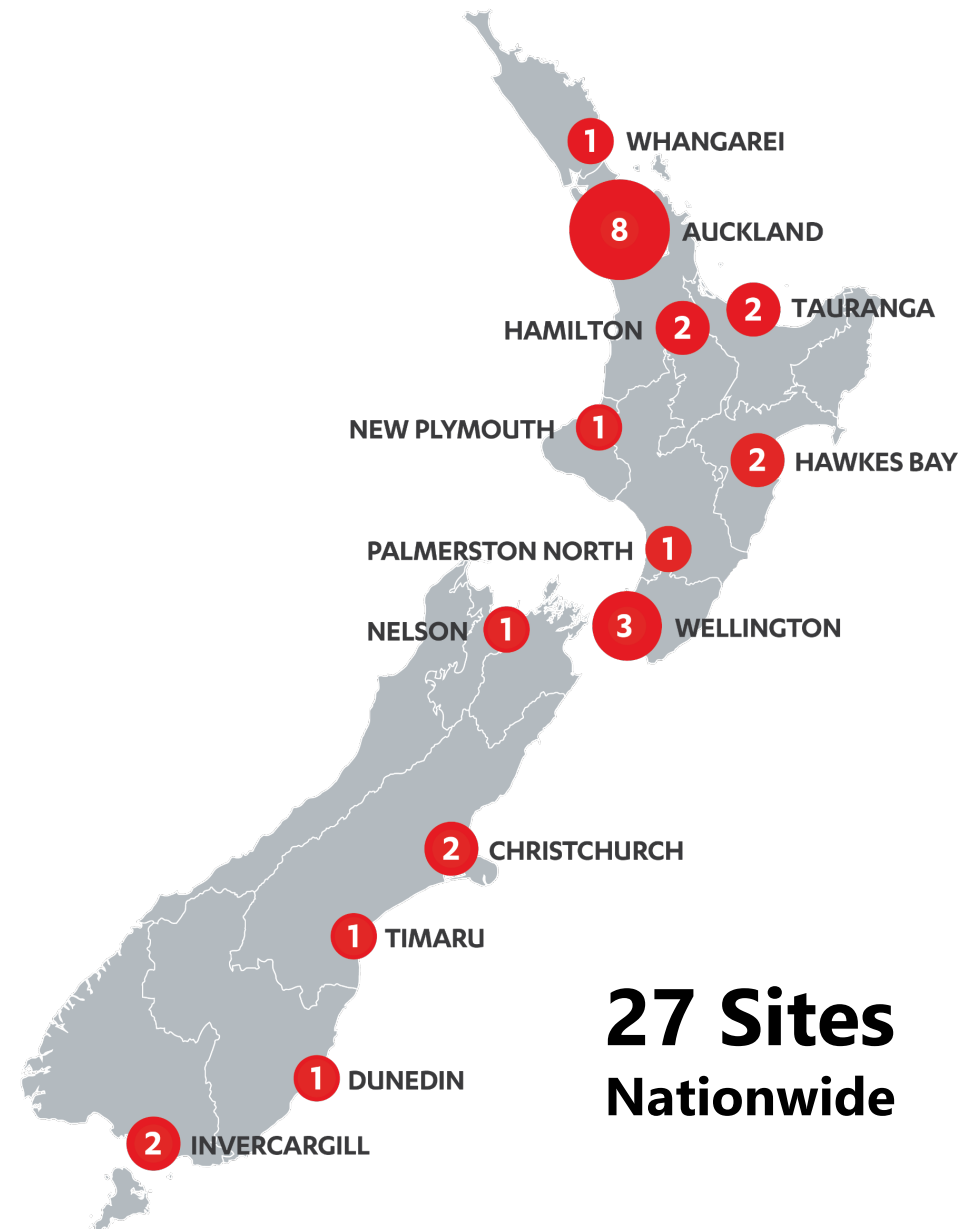 1 WHANGAREI
8 AUCKLAND
2 TAURANGA
HAMILTON 2
NEW PLYMOUTH 1
2 HAWKES BAY
PALMERSTON NORTH 1
3 WELLINGTON
NELSON 1
2 CHRISTCHURCH
1 TIMARU
27 Sites
Nationwide
1 DUNEDIN
2 INVERCARGILL